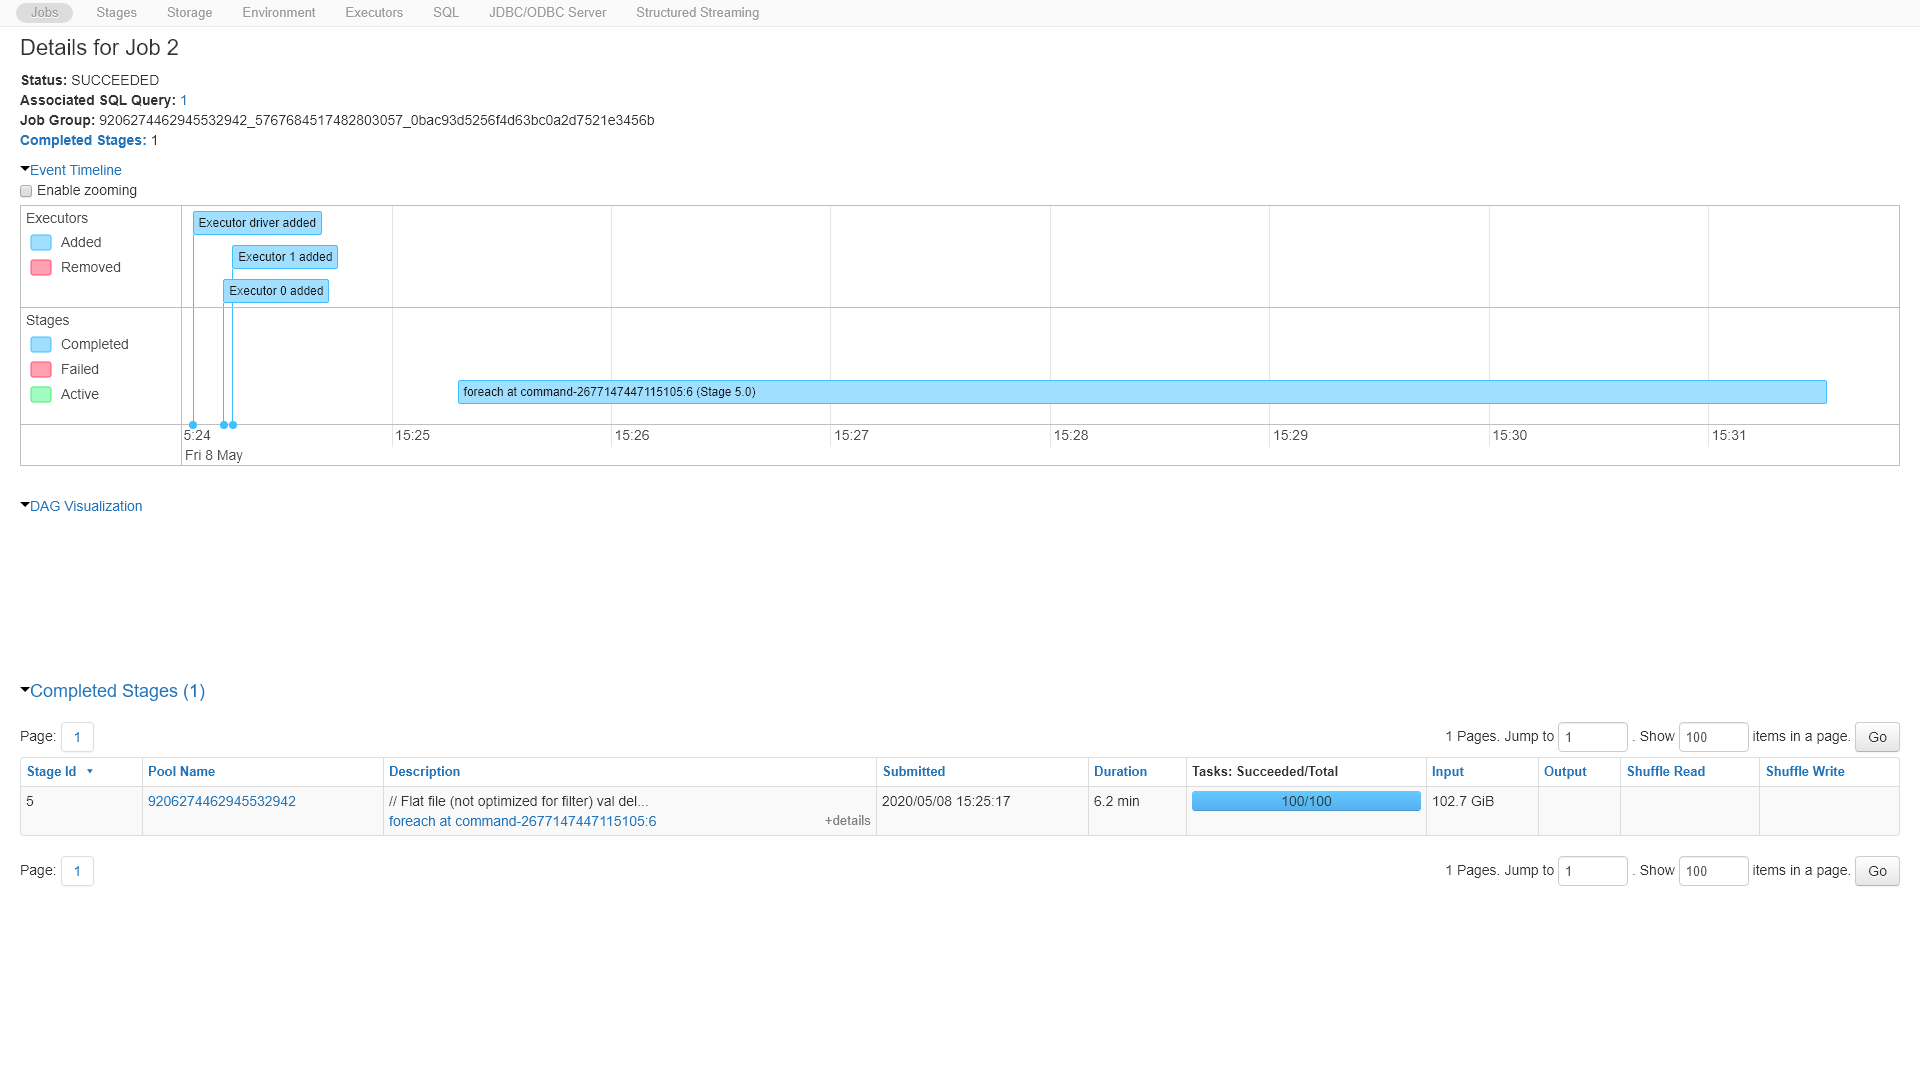 Jobs Stages Storage Environment Executors SQL JDBC/ODBC Server Structured Streaming
Details for Job 2
Status: SUCCEEDED
Associated SQL Query: 1
Job Group: 9206274462945532942_5767684517482803057_0bac93d5256f4d63bc0a2d7521e3456b
Completed Stages: 1
Event Timeline
Enable zooming
Executors
Added
Removed
Executor driver added
Executor 1 added
Executor 0 added
Stages
Completed
Failed
Active
foreach at command-2677147447115105:6 (Stage 5.0)
5:24 15:25 15:26 15:27 15:28 15:29 15:30 15:31
Fri 8 May
DAG Visualization
Completed Stages (1)
Page: 1 1 Pages. Jump to 1 . Show 100 items in a page. Go
Stage Id Pool Name Description Submitted Duration Tasks: Succeeded/Total Input Output Shuffle Read Shuffle Write
5 9206274462945532942 // Flat file (not optimized for filter) val del... 2020/05/08 15:25:17 6.2 min 100/100 102.7 GiB
foreach at command-2677147447115105:6 +details
Page: 1 1 Pages. Jump to 1 . Show 100 items in a page. Go